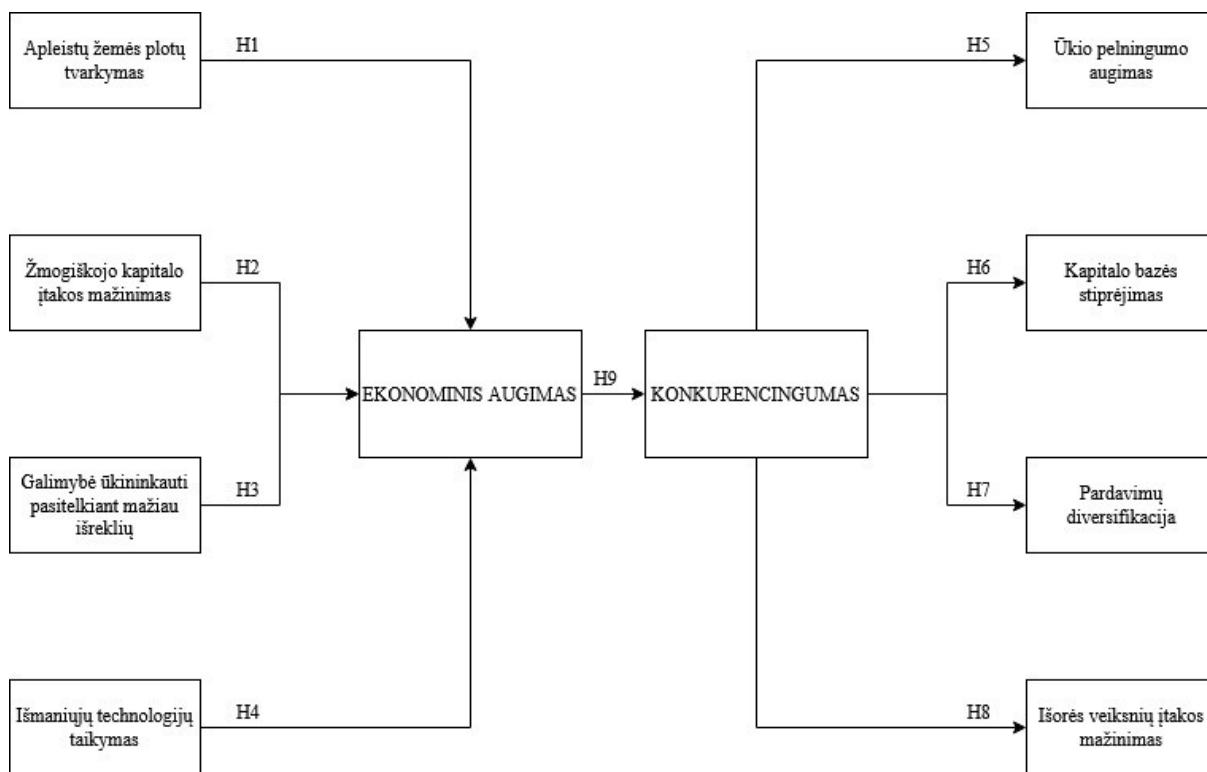 Apleistų žemės plotų
tvarkymas
H1
H5
Ūkio pelningumo
augimas
Žmogiškojo kapitalo
įtakos mažinimas
H2
H6
Kapitalo bazės
stiprėjimas
EKONOMINIS AUGIMAS
H9
KONKURENCINGUMAS
Galimybė ūkininkauti
pasitelkiant mažiau
išreklių
H3
H7
Pardavimų
diversifikacija
Išmaniųjų technologijų
taikymas
H4
H8
Išorės veiksnių įtakos
mažinimas